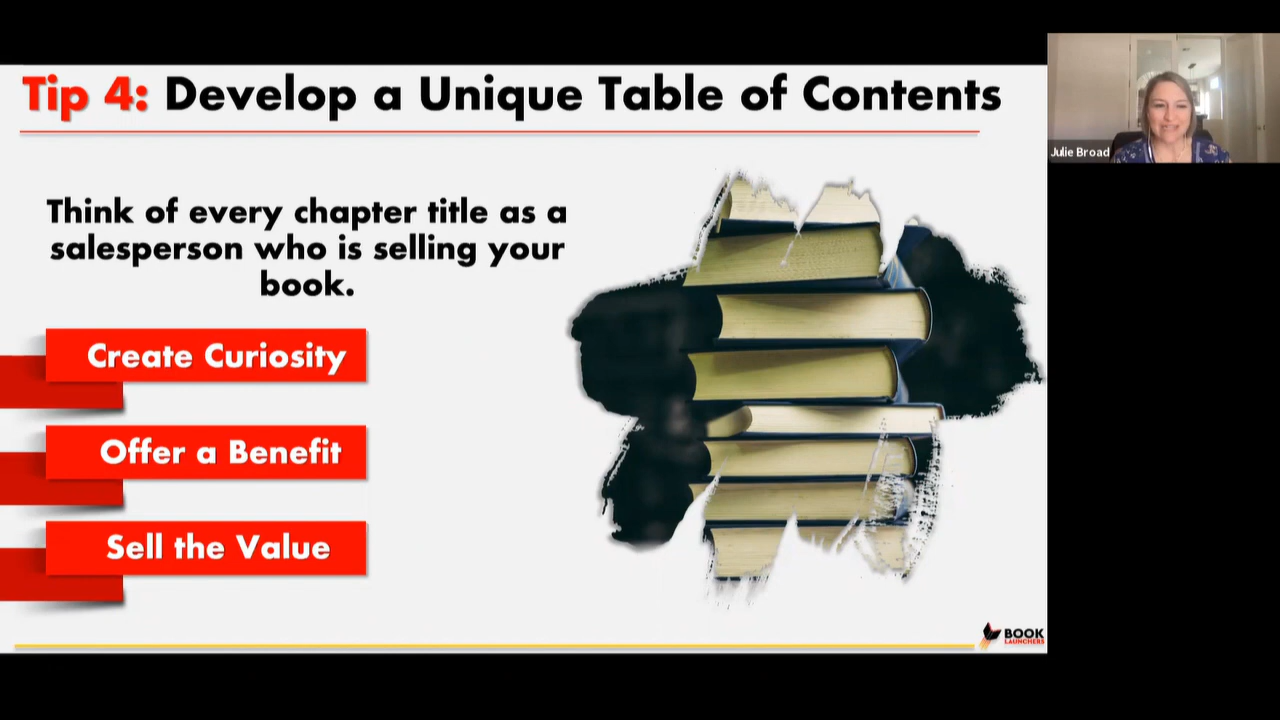 Tip 4: Develop a Unique Table of Contents
Think of every chapter title as a
salesperson who is selling your
book.
Create Curiosity
Offer a Benefit
Sell the Value
BOOK
LAUNCHERS
Julie Broad